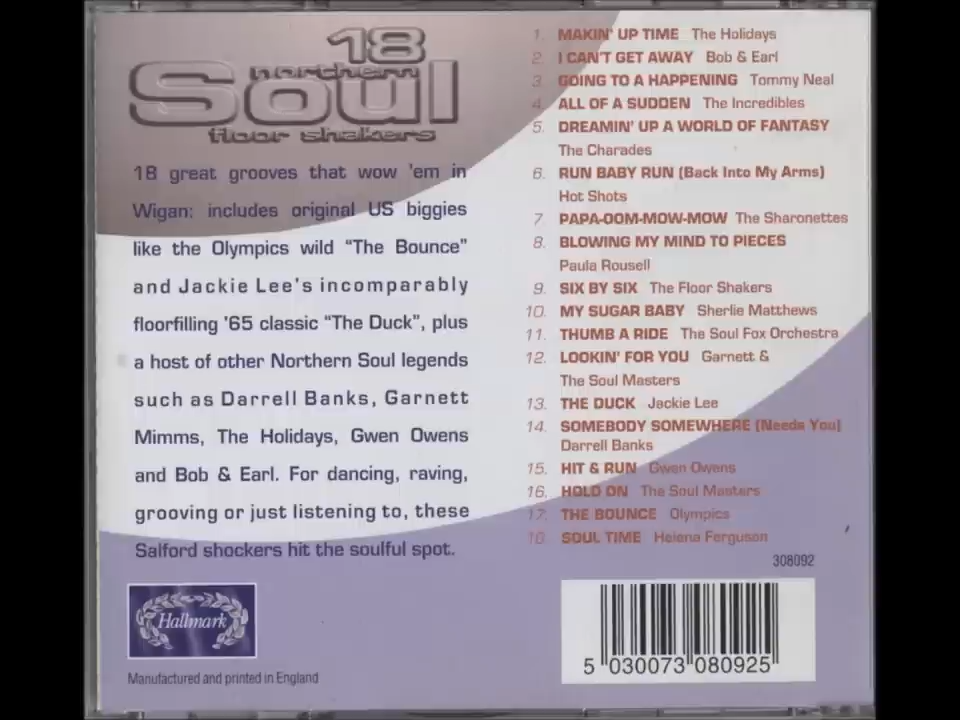 18
northern
Soul
floor shakers
18 great grooves that wow 'em in
Wigan: includes original US biggies
like the Olympics wild “The Bounce”
and Jackie Lee's incomparably
floorfilling '65 classic “The Duck”, plus
a host of other Northern Soul legends
such as Darrell Banks, Garnett
Mimms, The Holidays, Gwen Owens
and Bob & Earl. For dancing, raving,
grooving or just listening to, these
Salford shockers hit the soulful spot.
Hallmark
Manufactured and printed in England
1. MAKIN' UP TIME The Holidays
2. I CAN'T GET AWAY Bob & Earl
3. GOING TO A HAPPENING Tommy Neal
4. ALL OF A SUDDEN The Incredibles
5. DREAMIN' UP A WORLD OF FANTASY
The Charades
6. RUN BABY RUN (Back Into My Arms)
Hot Shots
7. PAPA-OOM-MOW-MOW The Sharonettes
8. BLOWING MY MIND TO PIECES
Paula Rousell
9. SIX BY SIX The Floor Shakers
10. MY SUGAR BABY Sherlie Matthews
11. THUMB A RIDE The Soul Fox Orchestra
12. LOOKIN' FOR YOU Garnett &
The Soul Masters
13. THE DUCK Jackie Lee
14. SOMEBODY SOMEWHERE (Needs You)
Darrell Banks
15. HIT & RUN Gwen Owens
16. HOLD ON The Soul Masters
17. THE BOUNCE Olympics
18. SOUL TIME Helena Ferguson
308092
5 030073 080925